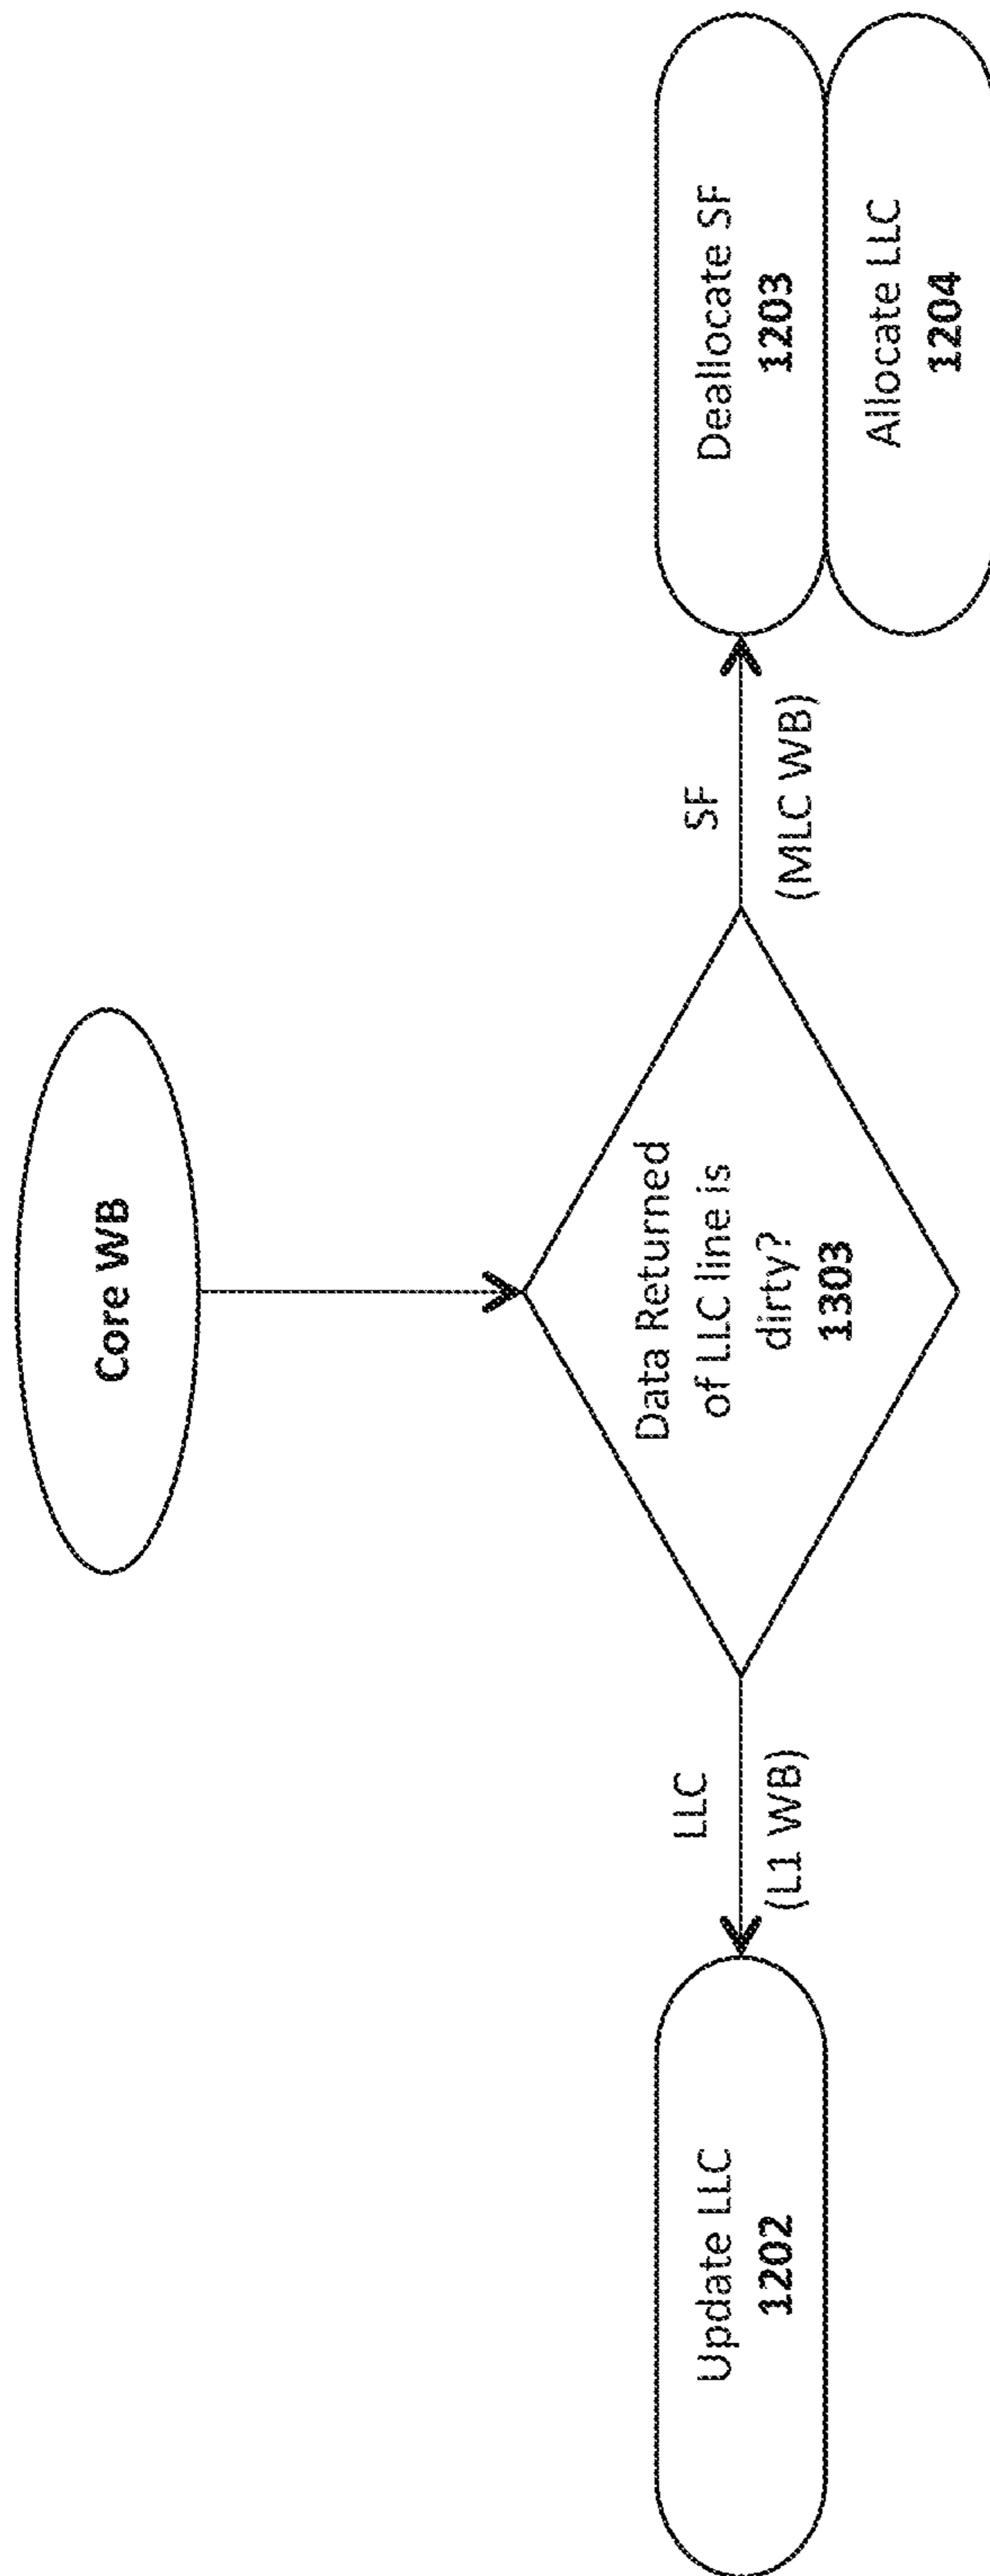 Core WB
Data Returned
of LLC line is
dirty?
1303
LLC
(L1 WB)
SF
(MLC WB)
Update LLC
1202
Deallocate SF
1203
Allocate LLC
1204